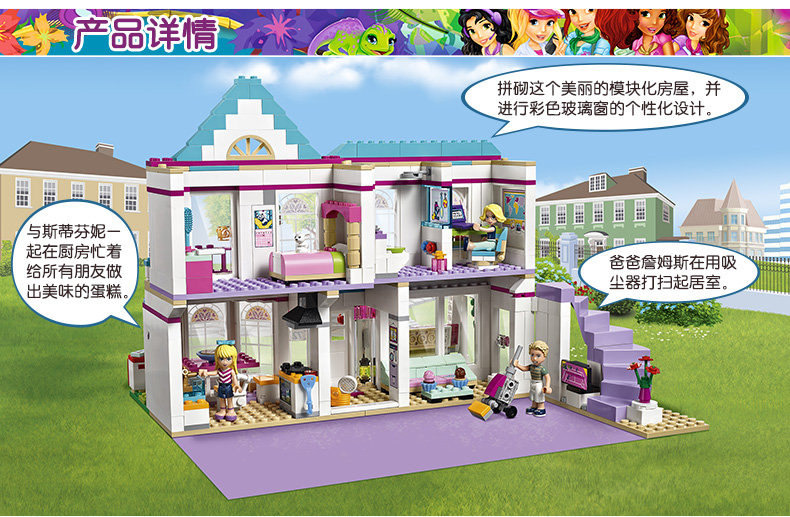 产品详情
拼砌这个美丽的模块化房屋，并
进行彩色玻璃窗的个性化设计。
与斯蒂芬妮一
起在厨房忙着
给所有朋友做
出美味的蛋糕。
爸爸詹姆斯在用吸
尘器打扫起居室。